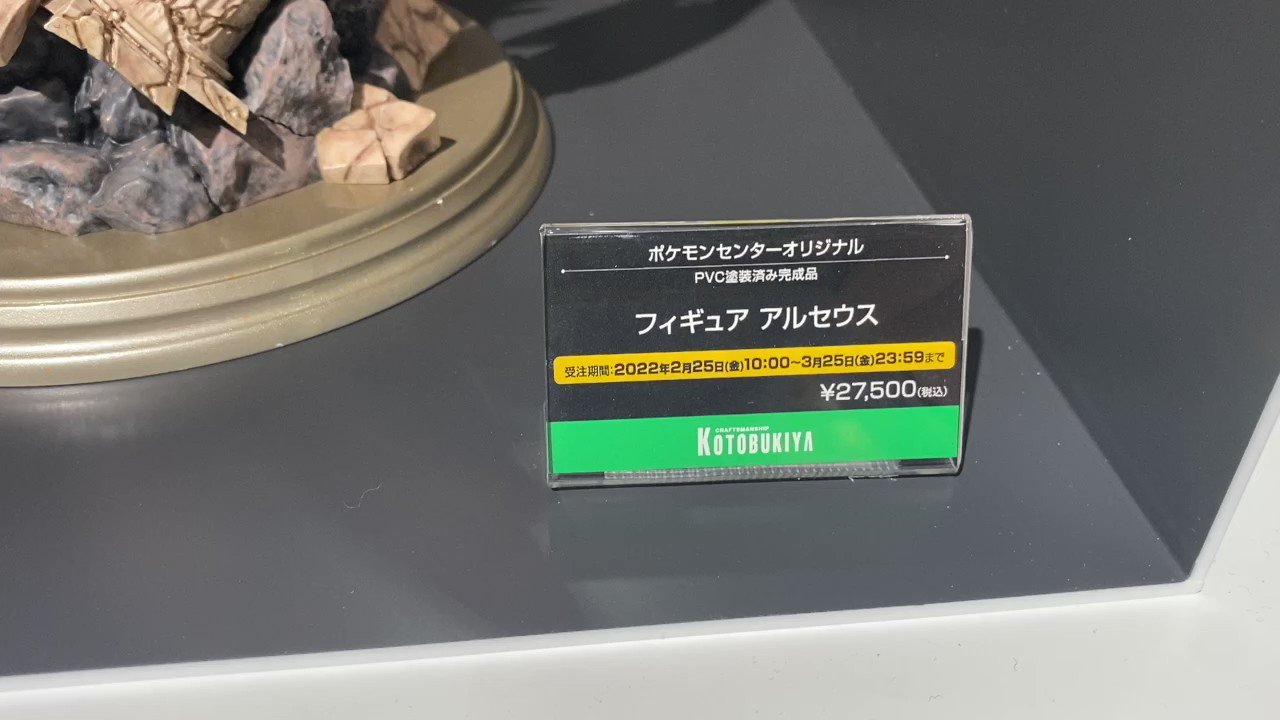 ポケモンセンターオリジナル
PVC塗装済み完成品
フィギュア アルセウス
受注期間:2022年2月25日(金)10:00~3月25日(金)23:59まで
¥27,500(税込)
CRAFTSMANSHIP
KOTOBUKIYA